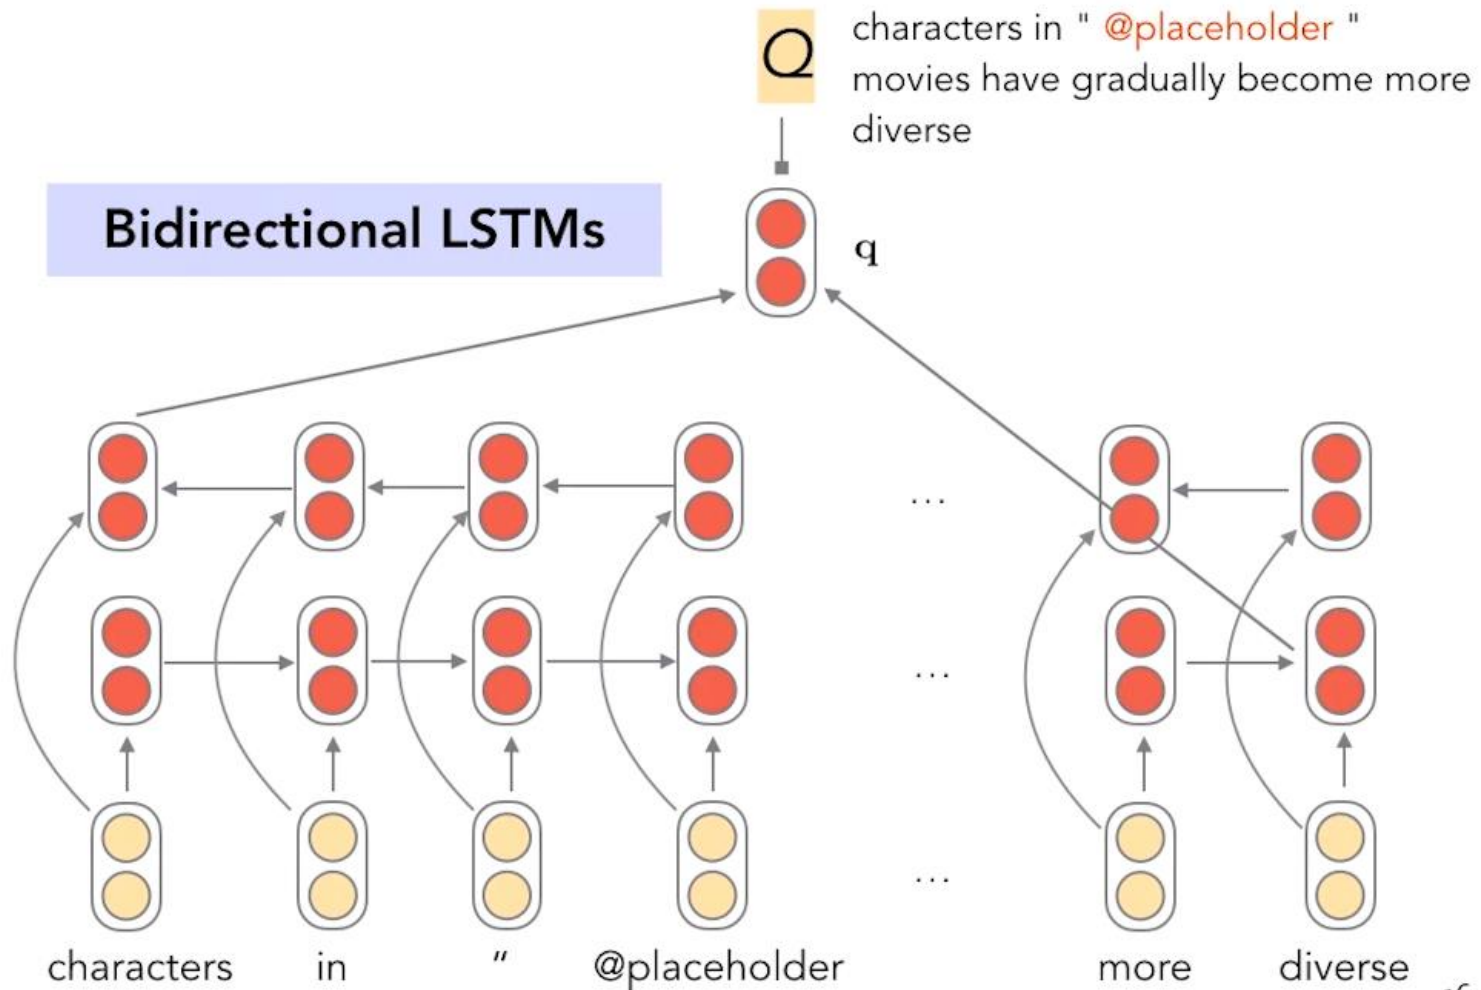 Q
characters in " @placeholder "
movies have gradually become more
diverse
Bidirectional LSTMs
q
...
...
...
characters in “ @placeholder more diverse